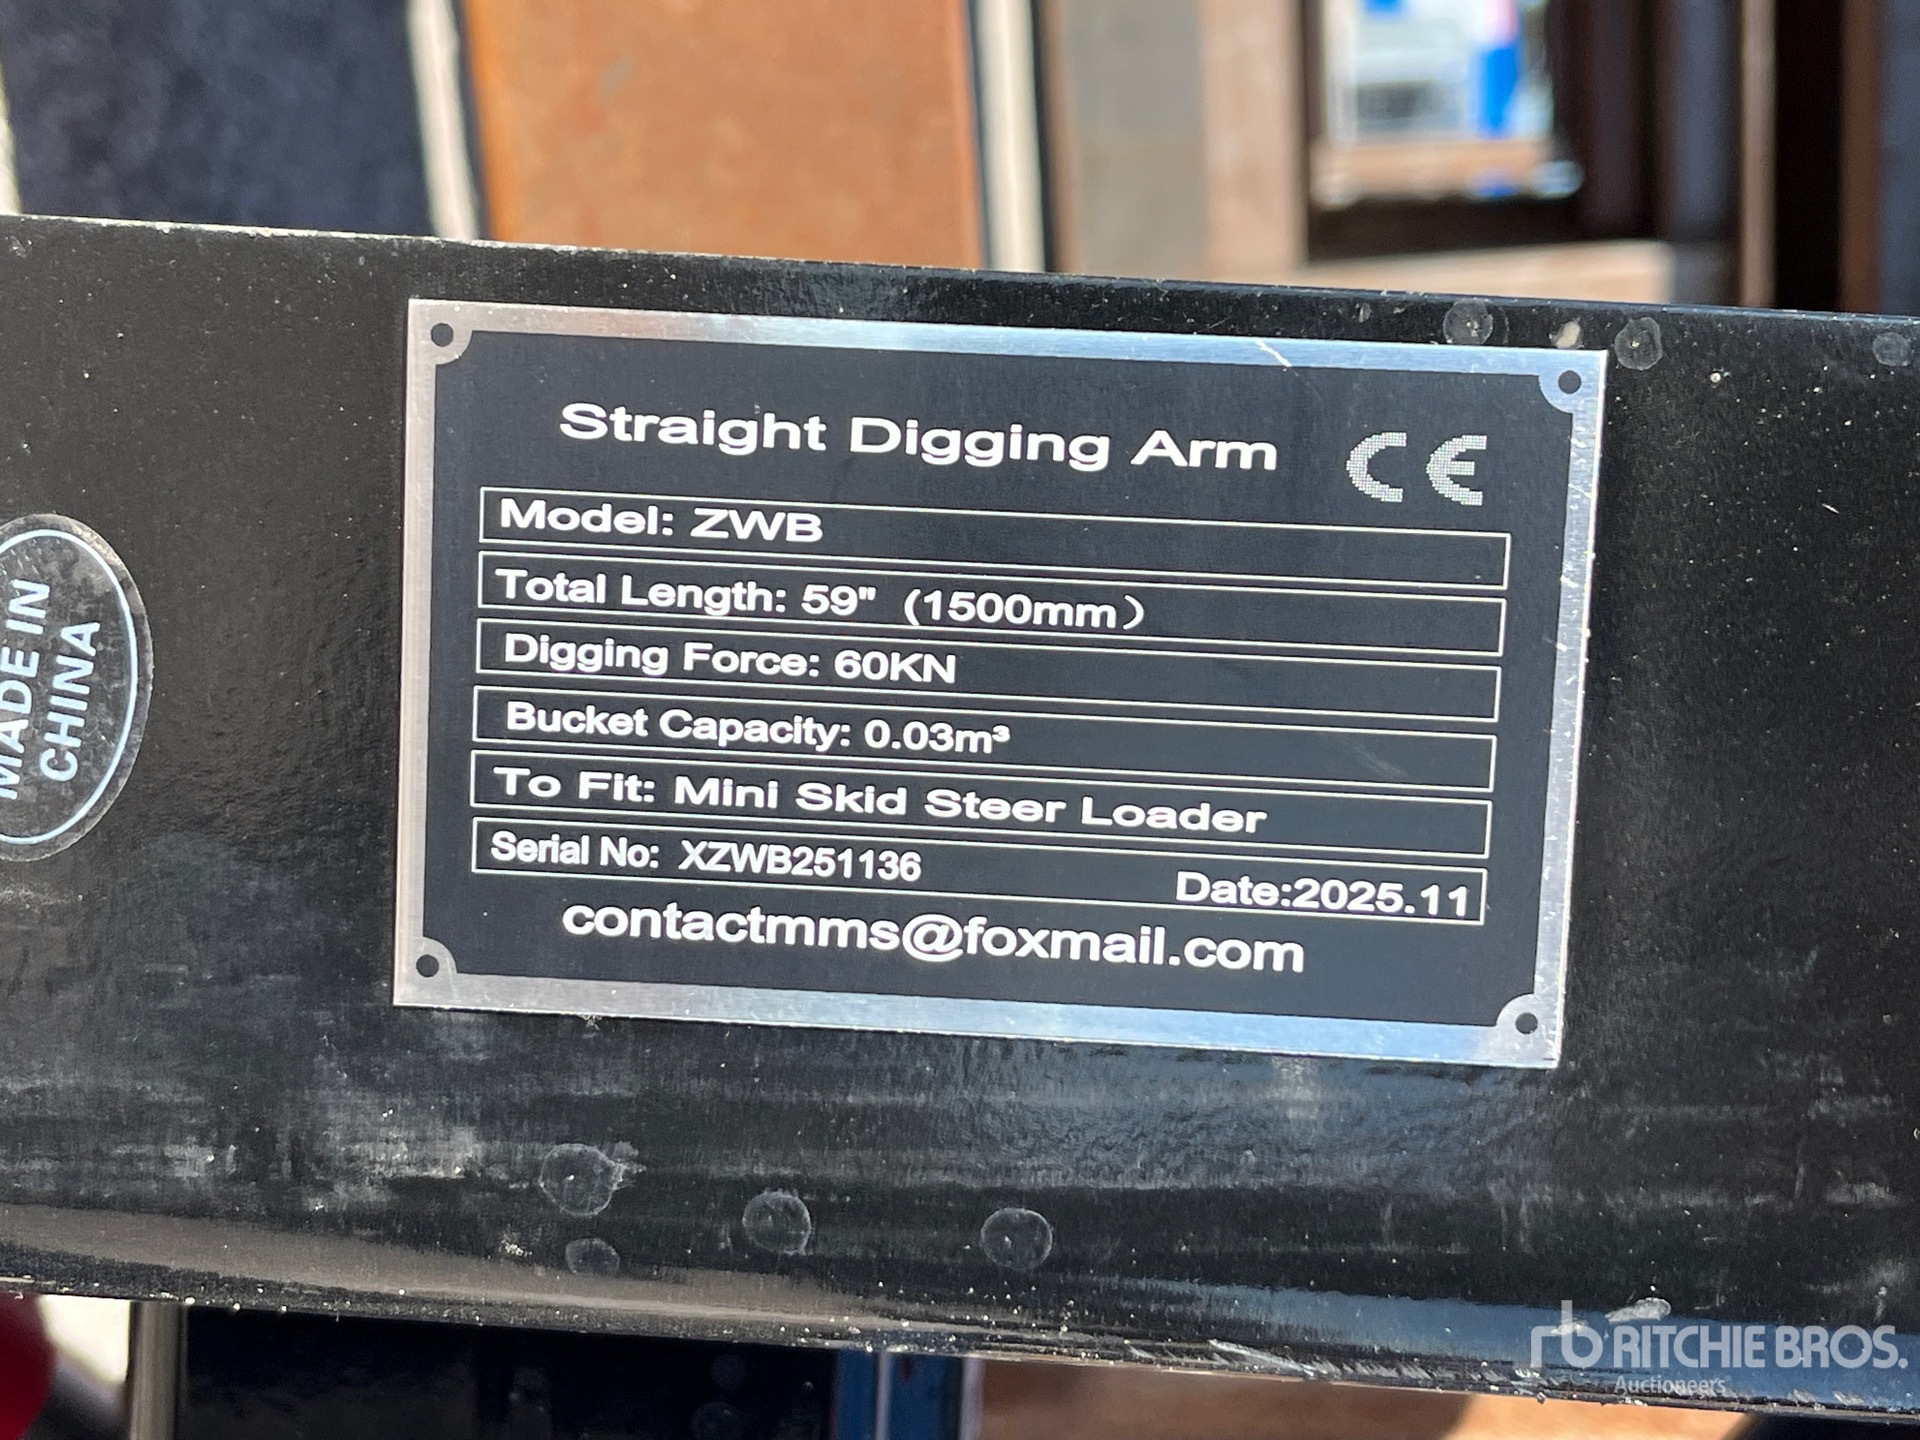 Straight Digging Arm CE
Model: ZWB
Total Length: 59" (1500mm)
Digging Force: 60KN
Bucket Capacity: 0.03m³
To Fit: Mini Skid Steer Loader
Serial No: XZWB251136 Date:2025.11
contactmms@foxmail.com
MADE IN
CHINA
rb RITCHIE BROS.
Auctioneers